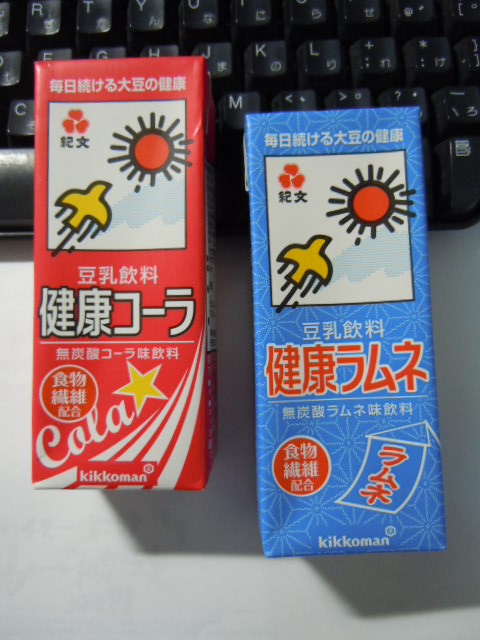 毎日続ける大豆の健康
紀文
豆乳飲料
健康コーラ
無炭酸コーラ味飲料
食物
繊維
配合
Cola
kikkoman
毎日続ける大豆の健康
紀文
豆乳飲料
健康ラムネ
無炭酸ラムネ味飲料
食物
繊維
配合
ラムネ
kikkoman